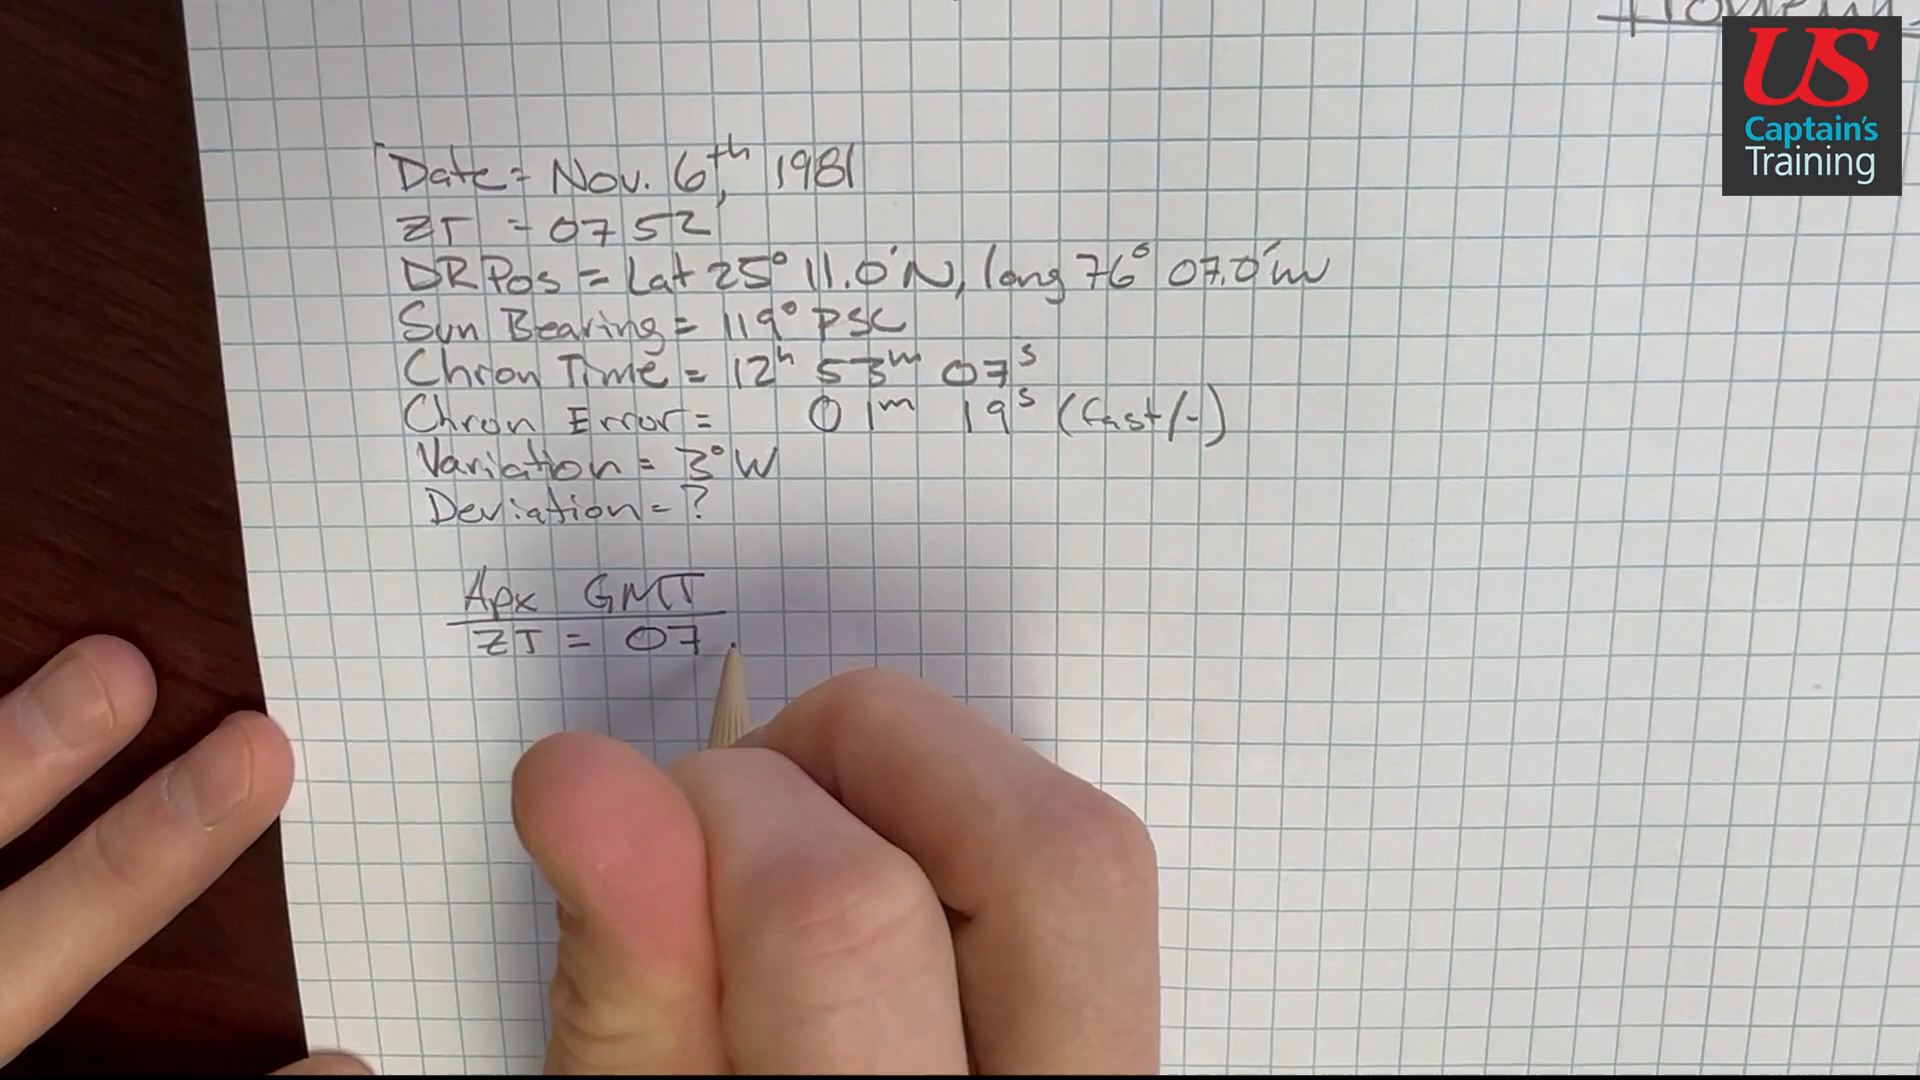 US
Captain's
Training
Date = Nov. 6th, 1981
ZT = 0752
DR Pos = Lat 25° 11.0'N, long 76° 07.0'W
Sun Bearing = 119° PSC
Chron Time = 12h 53m 07s
Chron Error = 01m 19s (fast/-)
Variation = 3°W
Deviation = ?
Apx GMT
ZT = 07